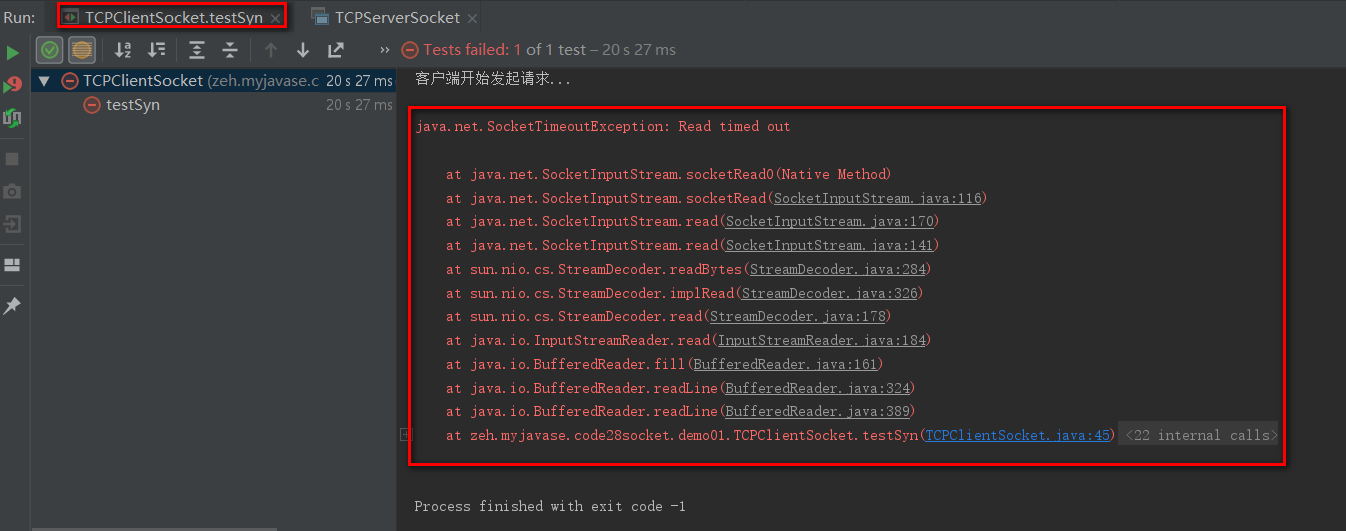 Run: TCPClientSocket.testSyn × TCPServerSocket ×
» Tests failed: 1 of 1 test – 20 s 27 ms
TCPClientSocket (zeh.myjavase.c 20 s 27 ms
testSyn 20 s 27 ms
客户端开始发起请求...
java.net.SocketTimeoutException: Read timed out
at java.net.SocketInputStream.socketRead0(Native Method)
at java.net.SocketInputStream.socketRead(SocketInputStream.java:116)
at java.net.SocketInputStream.read(SocketInputStream.java:170)
at java.net.SocketInputStream.read(SocketInputStream.java:141)
at sun.nio.cs.StreamDecoder.readBytes(StreamDecoder.java:284)
at sun.nio.cs.StreamDecoder.implRead(StreamDecoder.java:326)
at sun.nio.cs.StreamDecoder.read(StreamDecoder.java:178)
at java.io.InputStreamReader.read(InputStreamReader.java:184)
at java.io.BufferedReader.fill(BufferedReader.java:161)
at java.io.BufferedReader.readLine(BufferedReader.java:324)
at java.io.BufferedReader.readLine(BufferedReader.java:389)
at zeh.myjavase.code28socket.demo01.TCPClientSocket.testSyn(TCPClientSocket.java:45) <22 internal calls>
Process finished with exit code -1